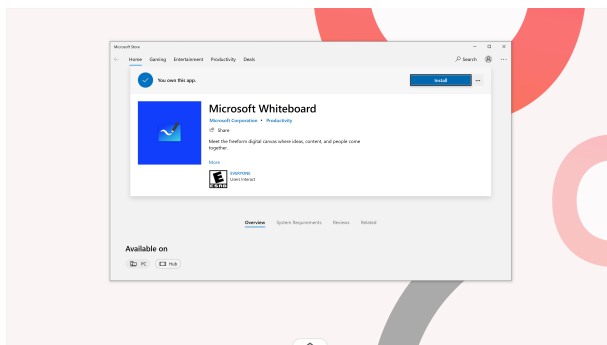 Microsoft Store
Home Gaming Entertainment Productivity Deals
Search
You own this app.
Install
Microsoft Whiteboard
Microsoft Corporation • Productivity
Share
Meet the freeform digital canvas where ideas, content, and people come
together.
More
E
ESRB
EVERYONE
Users Interact
Overview System Requirements Reviews Related
Available on
PC Hub